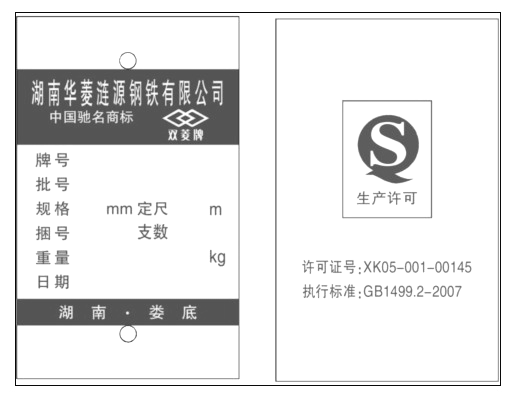 湖南华菱涟源钢铁有限公司
中国驰名商标
双菱牌
牌号
批号
规格 mm 定尺 m
捆号 支数
重量 kg
日期
湖南·娄底
生产许可
许可证号:XK05-001-00145
执行标准:GB1499.2-2007